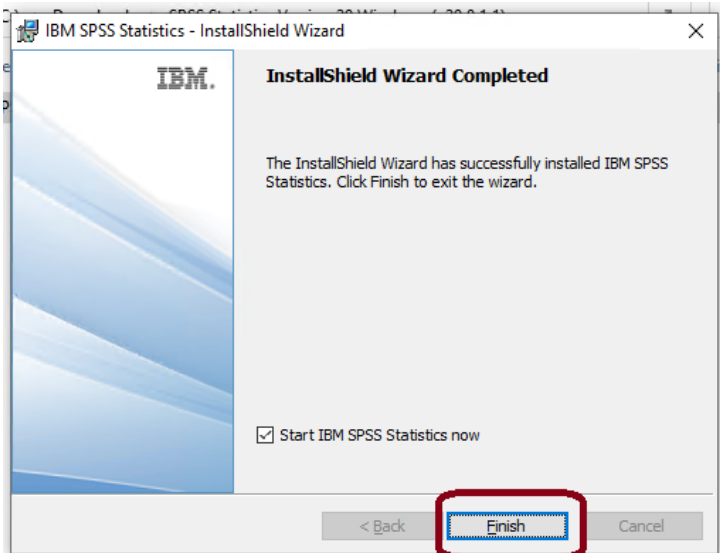 IBM SPSS Statistics - InstallShield Wizard
IBM.
InstallShield Wizard Completed
The InstallShield Wizard has successfully installed IBM SPSS
Statistics. Click Finish to exit the wizard.
Start IBM SPSS Statistics now
< Back Finish Cancel